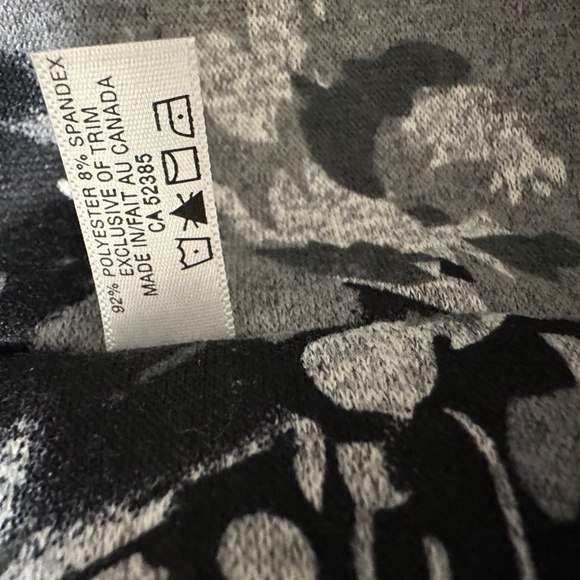 92% POLYESTER 8% SPANDEX
EXCLUSIVE OF TRIM
MADE IN/FAIT AU CANADA
CA 52385